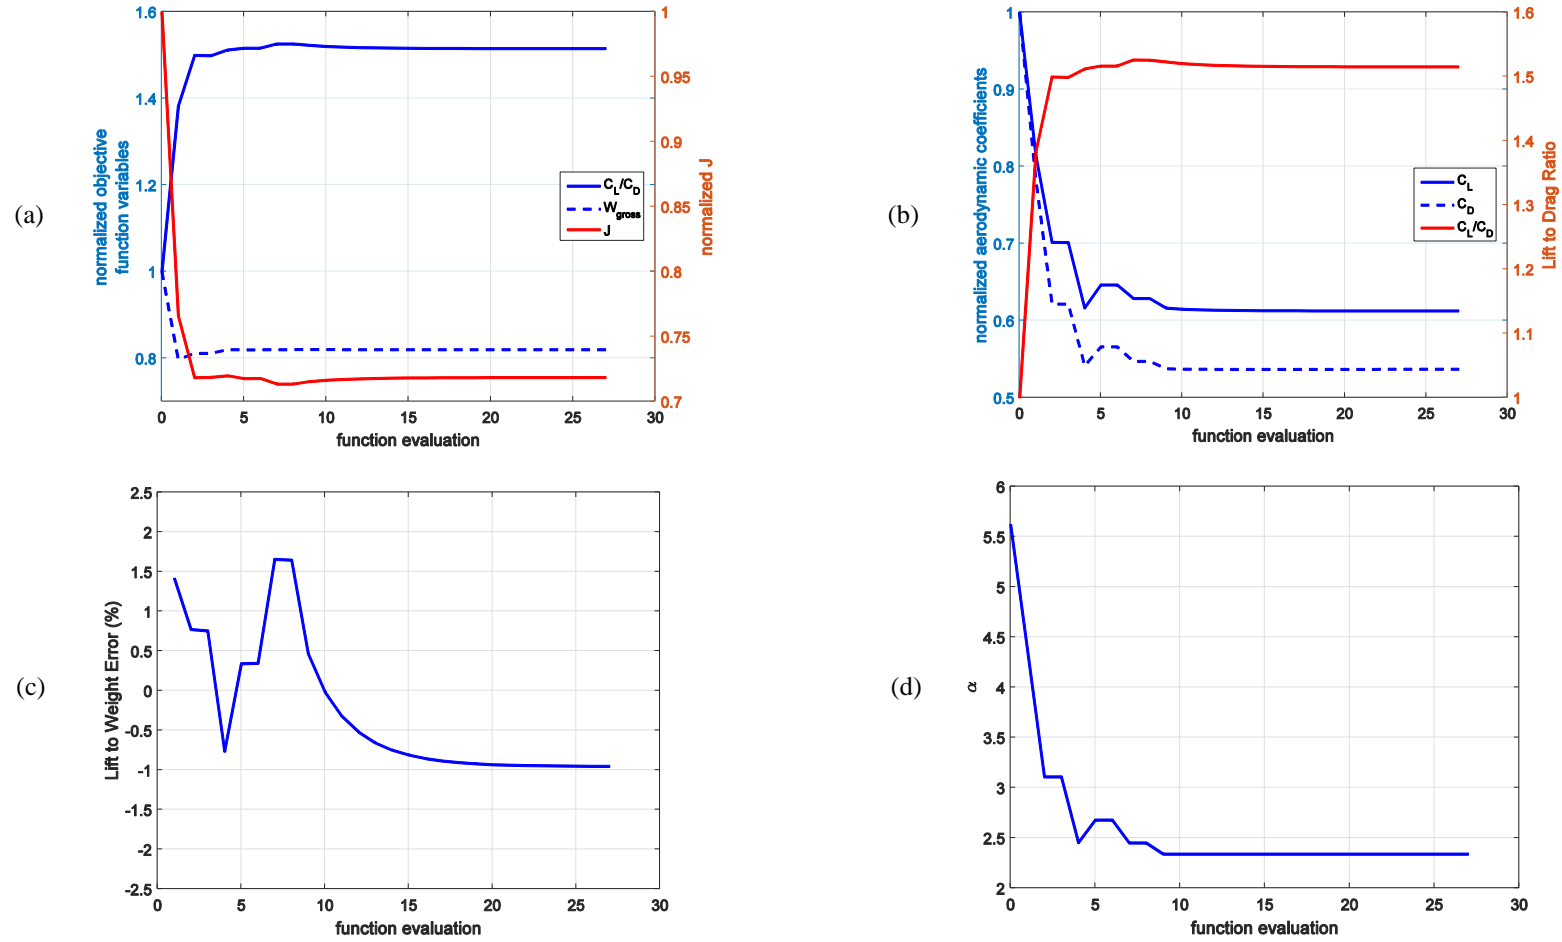 (a)
1.6
1.4
1.2
1
0.8
normalized objective
function variables
1
0.95
0.9
0.85
0.8
0.75
0.7
normalized J
C_L/C_D
W_gross
J
0 5 10 15 20 25 30
function evaluation
(b)
1
0.9
0.8
0.7
0.6
0.5
normalized aerodynamic coefficients
1.6
1.5
1.4
1.3
1.2
1.1
1
Lift to Drag Ratio
C_L
C_D
C_L/C_D
0 5 10 15 20 25 30
function evaluation
(c)
2.5
2
1.5
1
0.5
0
-0.5
-1
-1.5
-2
-2.5
Lift to Weight Error (%)
0 5 10 15 20 25 30
function evaluation
(d)
6
5.5
5
4.5
4
3.5
3
2.5
2
α
0 5 10 15 20 25 30
function evaluation